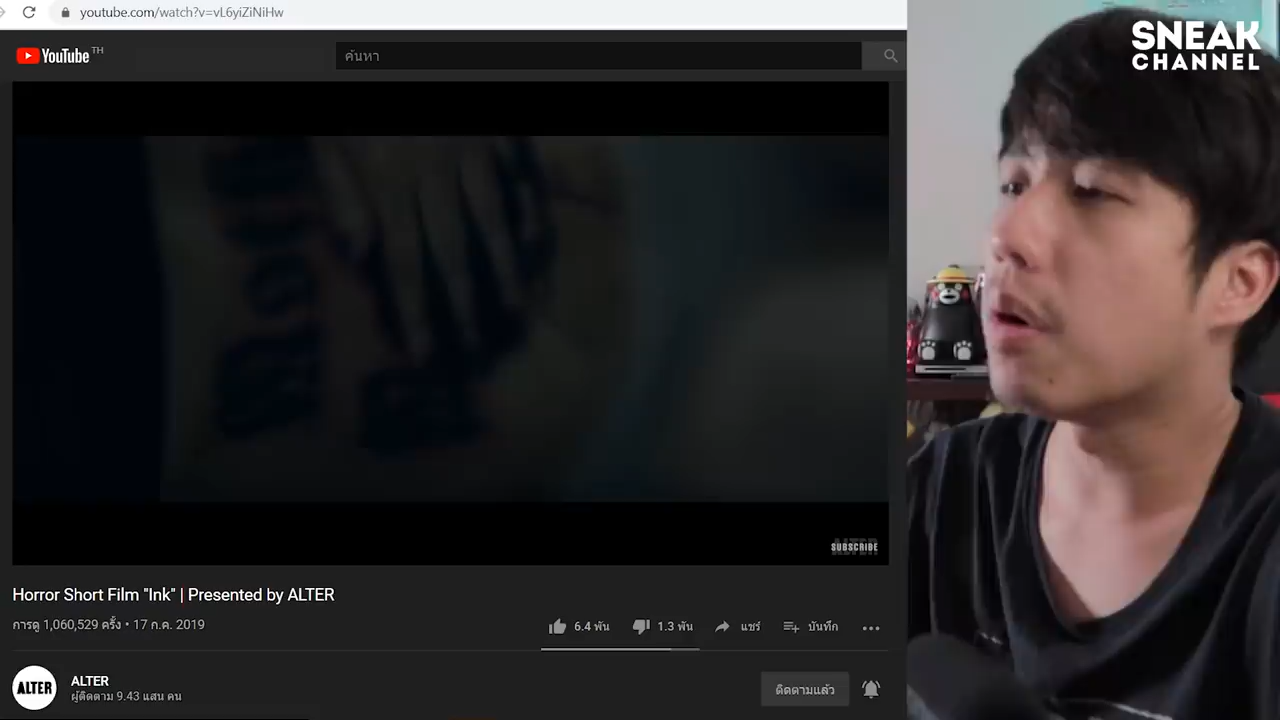 youtube.com/watch?v=vL6yiZiNiHw
SNEAK
CHANNEL
YouTube TH
ค้นหา
SUBSCRIBE
Horror Short Film "Ink" | Presented by ALTER
การดู 1,060,529 ครั้ง • 17 ก.ค. 2019
6.4 พัน
1.3 พัน
แชร์
บันทึก
ALTER
ALTER
ผู้ติดตาม 9.43 แสน คน
ติดตามแล้ว